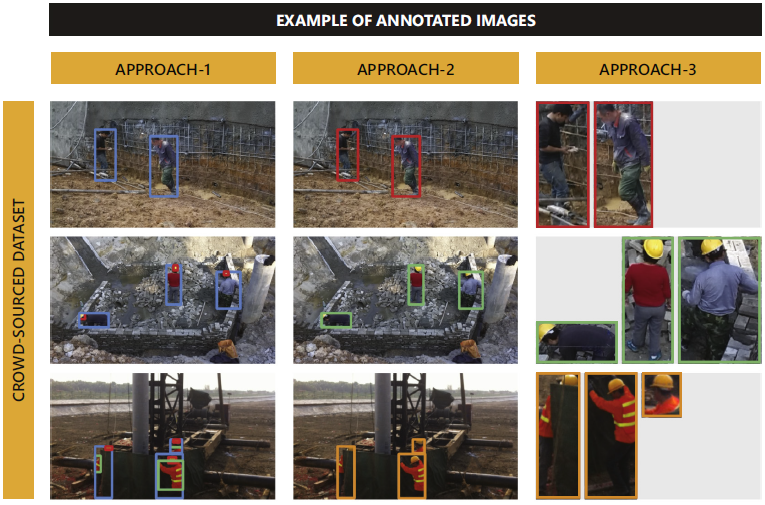 EXAMPLE OF ANNOTATED IMAGES
APPROACH-1
APPROACH-2
APPROACH-3
CROWD-SOURCED DATASET